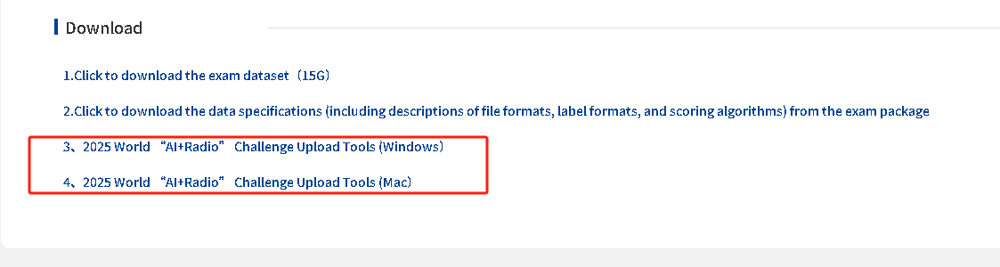 Download
1.Click to download the exam dataset（15G）
2.Click to download the data specifications (including descriptions of file formats, label formats, and scoring algorithms) from the exam package
3、2025 World “AI+Radio” Challenge Upload Tools (Windows）
4、2025 World “AI+Radio” Challenge Upload Tools (Mac）